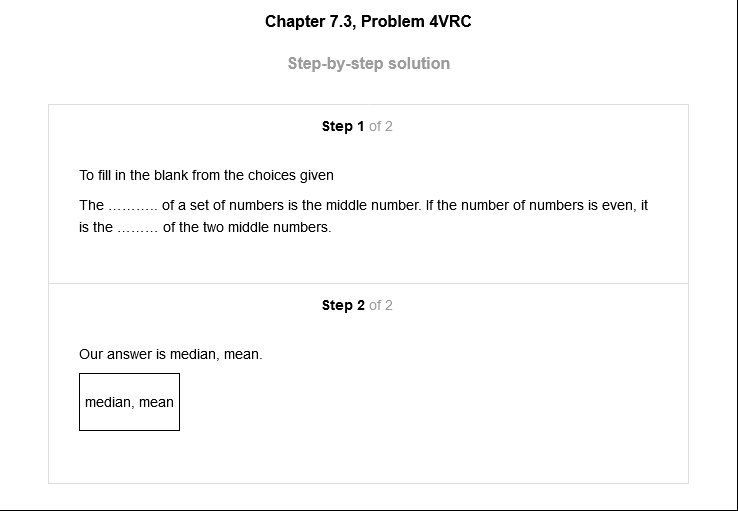 Chapter 7.3, Problem 4VRC
Step-by-step solution
Step 1 of 2
To fill in the blank from the choices given
The ……….. of a set of numbers is the middle number. If the number of numbers is even, it
is the ……… of the two middle numbers.
Step 2 of 2
Our answer is median, mean.
median, mean